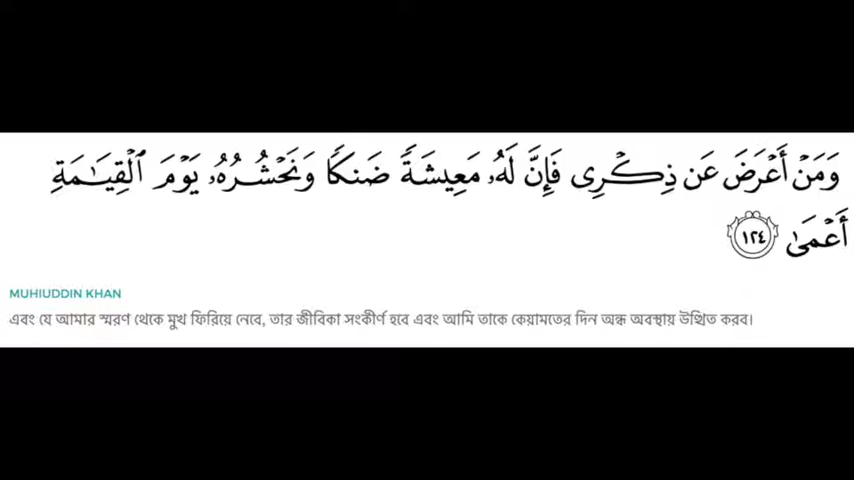 وَمَنۡ أَعۡرَضَ عَن ذِكۡرِى فَإِنَّ لَهُۥ مَعِيشَةً ضَنكًا وَنَحۡشُرُهُۥ يَوۡمَ ٱلۡقِيَـٰمَةِ
أَعۡمَىٰ ١٢٤
MUHIUDDIN KHAN
এবং যে আমার স্মরণ থেকে মুখ ফিরিয়ে নেবে, তার জীবিকা সংকীর্ণ হবে এবং আমি তাকে কেয়ামতের দিন অন্ধ অবস্থায় উত্থিত করব।